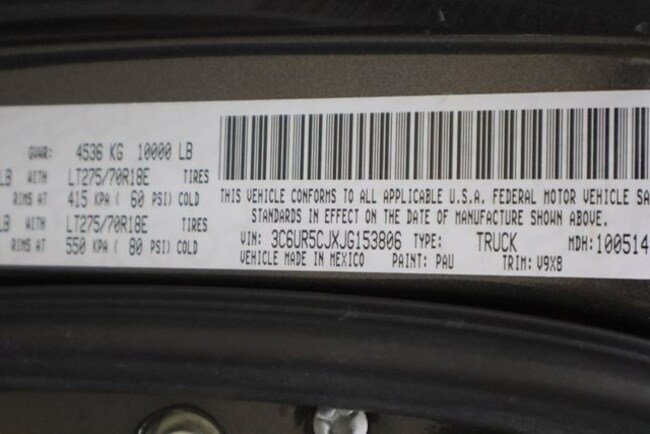 GVWR: 4536 KG 10000 LB
LB WITH LT275/70R18E TIRES
RIMS AT 415 KPA ( 60 PSI) COLD
LB WITH LT275/70R18E TIRES
RIMS AT 550 KPA ( 80 PSI) COLD
THIS VEHICLE CONFORMS TO ALL APPLICABLE U.S.A. FEDERAL MOTOR VEHICLE SA
STANDARDS IN EFFECT ON THE DATE OF MANUFACTURE SHOWN ABOVE.
VIN: 3C6UR5CJXJG153806 TYPE: TRUCK MDH:100514
VEHICLE MADE IN MEXICO PAINT: PAU TRIM: V9X8